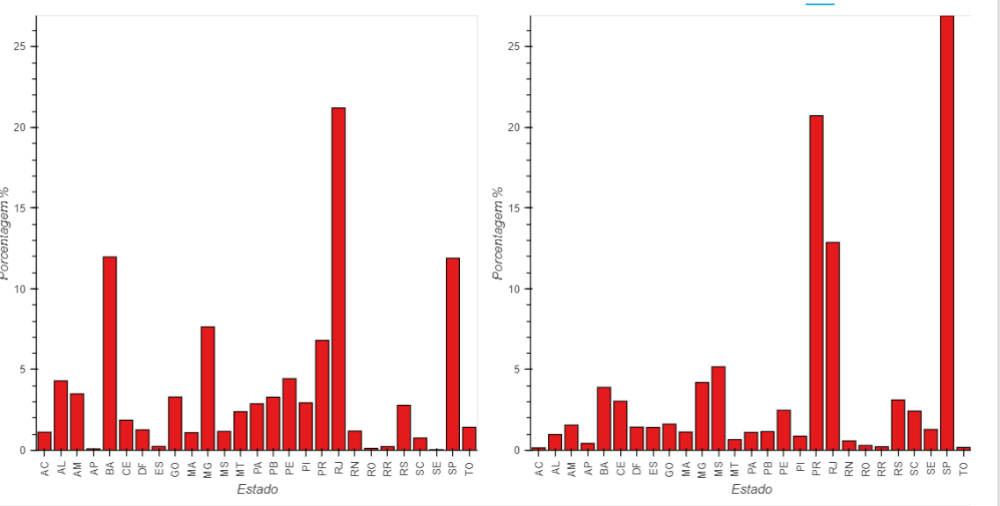 25
20
15
10
5
0
Porcentagem %
AC
AL
AM
AP
BA
CE
DF
ES
GO
MA
MG
MS
MT
PA
PB
PE
PI
PR
RJ
RN
RO
RR
RS
SC
SE
SP
TO
Estado
25
20
15
10
5
0
Porcentagem %
AC
AL
AM
AP
BA
CE
DF
ES
GO
MA
MG
MS
MT
PA
PB
PE
PI
PR
RJ
RN
RO
RR
RS
SC
SE
SP
TO
Estado